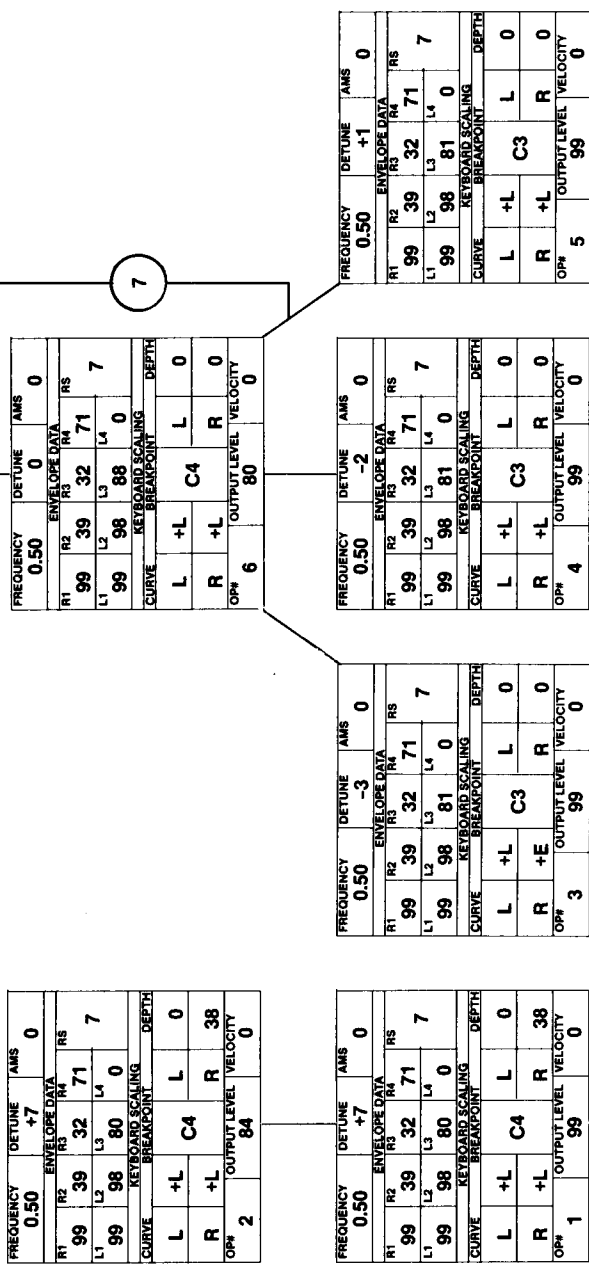 FREQUENCY DETUNE AMS
0.50 +7 0
ENVELOPE DATA
R1 R2 R3 R4 RS
99 39 32 71 7
L1 L2 L3 L4
99 98 80 0
KEYBOARD SCALING
CURVE BREAKPOINT DEPTH
L +L C4 L 0
R +L R 38
OP# OUTPUT LEVEL VELOCITY
2 84 0
FREQUENCY DETUNE AMS
0.50 0 0
ENVELOPE DATA
R1 R2 R3 R4 RS
99 39 32 71 7
L1 L2 L3 L4
99 98 88 0
KEYBOARD SCALING
CURVE BREAKPOINT DEPTH
L +L C4 L 0
R +L R 0
OP# OUTPUT LEVEL VELOCITY
6 80 0
7
FREQUENCY DETUNE AMS
0.50 +7 0
ENVELOPE DATA
R1 R2 R3 R4 RS
99 39 32 71 7
L1 L2 L3 L4
99 98 80 0
KEYBOARD SCALING
CURVE BREAKPOINT DEPTH
L +L C4 L 0
R +L R 38
OP# OUTPUT LEVEL VELOCITY
1 99 0
FREQUENCY DETUNE AMS
0.50 −3 0
ENVELOPE DATA
R1 R2 R3 R4 RS
99 39 32 71 7
L1 L2 L3 L4
99 98 81 0
KEYBOARD SCALING
CURVE BREAKPOINT DEPTH
L +L C3 L 0
R +E R 0
OP# OUTPUT LEVEL VELOCITY
3 99 0
FREQUENCY DETUNE AMS
0.50 −2 0
ENVELOPE DATA
R1 R2 R3 R4 RS
99 39 32 71 7
L1 L2 L3 L4
99 98 81 0
KEYBOARD SCALING
CURVE BREAKPOINT DEPTH
L +L C3 L 0
R +L R 0
OP# OUTPUT LEVEL VELOCITY
4 99 0
FREQUENCY DETUNE AMS
0.50 +1 0
ENVELOPE DATA
R1 R2 R3 R4 RS
99 39 32 71 7
L1 L2 L3 L4
99 98 81 0
KEYBOARD SCALING
CURVE BREAKPOINT DEPTH
L +L C3 L 0
R +L R 0
OP# OUTPUT LEVEL VELOCITY
5 99 0